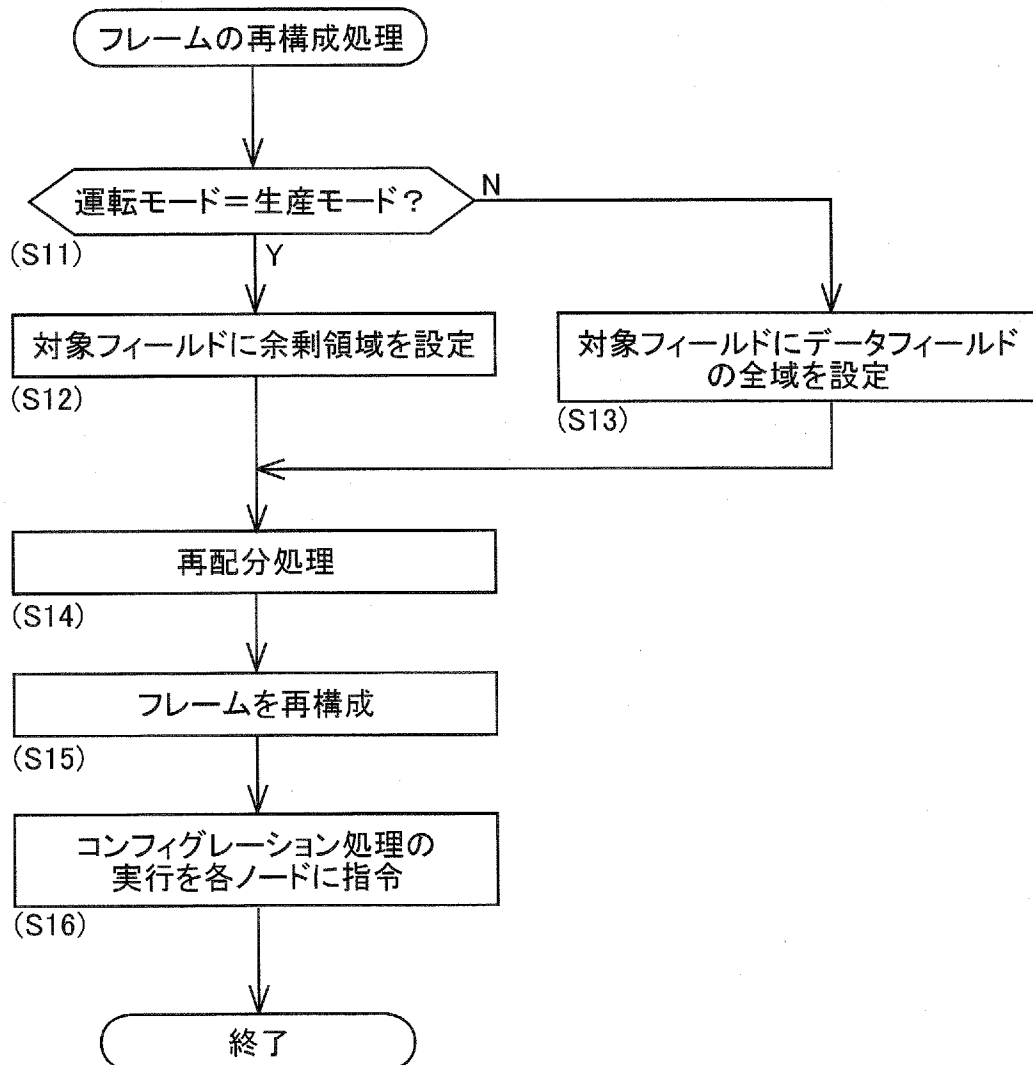 フレームの再構成処理
運転モード＝生産モード？
N
(S11)
Y
対象フィールドに余剰領域を設定
(S12)
対象フィールドにデータフィールド
の全域を設定
(S13)
再配分処理
(S14)
フレームを再構成
(S15)
コンフィグレーション処理の
実行を各ノードに指令
(S16)
終了